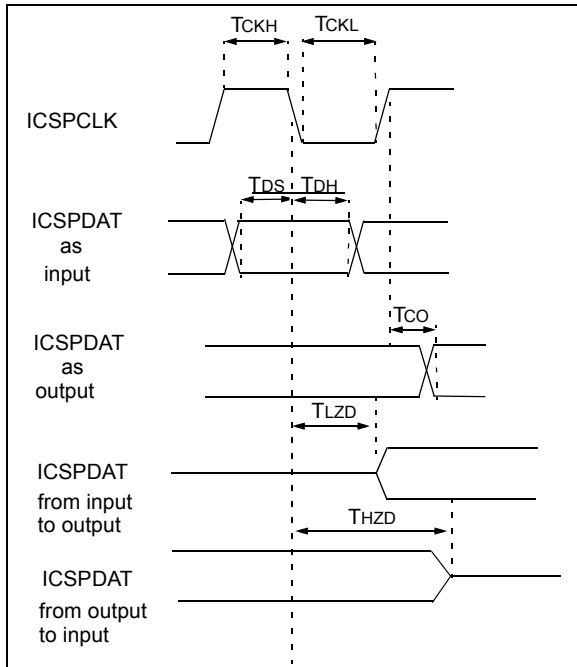 TCKH TCKL
ICSPCLK
TDS TDH
ICSPDAT
as
input
TCO
ICSPDAT
as
output
TLZD
ICSPDAT
from input
to output
THZD
ICSPDAT
from output
to input